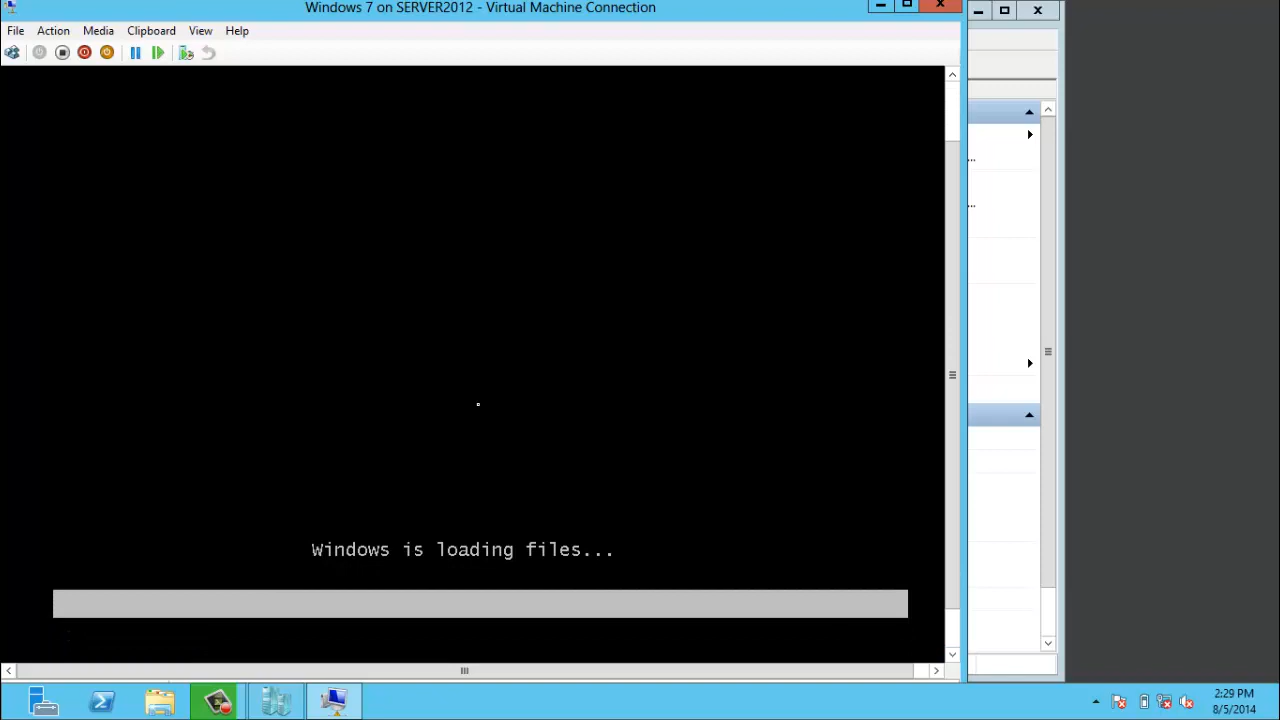 Windows 7 on SERVER2012 - Virtual Machine Connection
File Action Media Clipboard View Help
...
...
Windows is loading files...
2:29 PM
8/5/2014